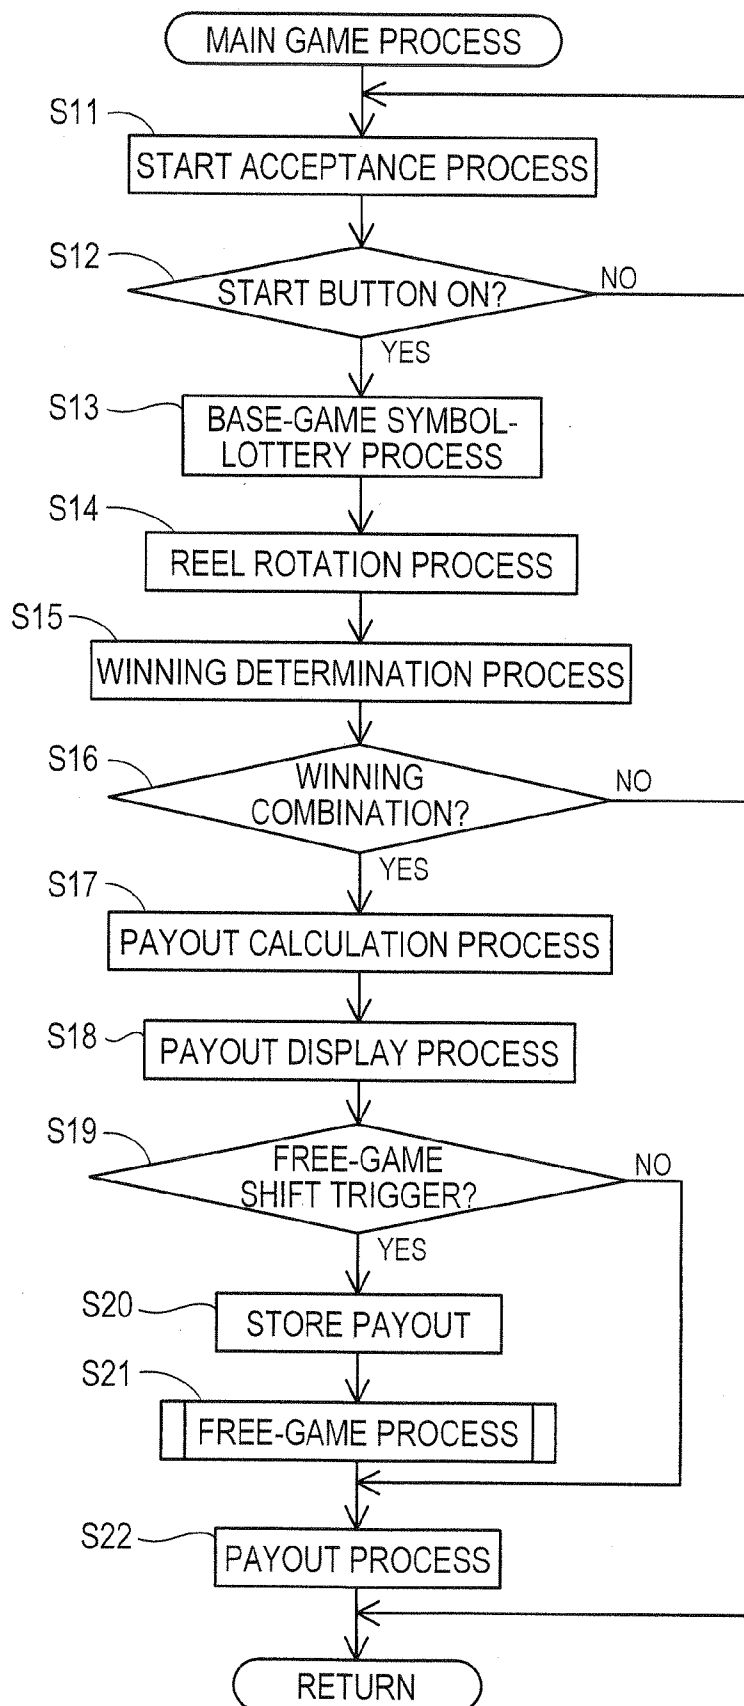 MAIN GAME PROCESS
S11
START ACCEPTANCE PROCESS
S12
START BUTTON ON?
NO
YES
S13
BASE-GAME SYMBOL-
LOTTERY PROCESS
S14
REEL ROTATION PROCESS
S15
WINNING DETERMINATION PROCESS
S16
WINNING
COMBINATION?
NO
YES
S17
PAYOUT CALCULATION PROCESS
S18
PAYOUT DISPLAY PROCESS
S19
FREE-GAME
SHIFT TRIGGER?
NO
YES
S20
STORE PAYOUT
S21
FREE-GAME PROCESS
S22
PAYOUT PROCESS
RETURN